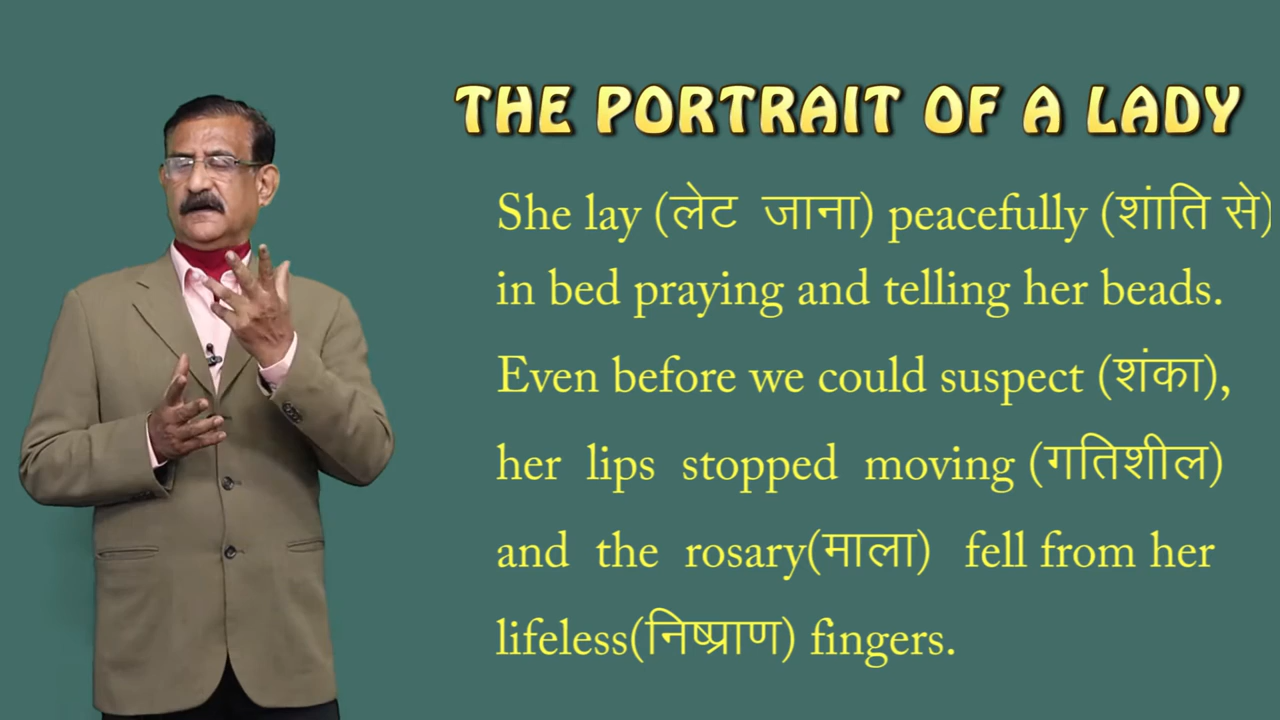 THE PORTRAIT OF A LADY
She lay (लेट जाना) peacefully (शांति से)
in bed praying and telling her beads.
Even before we could suspect (शंका),
her lips stopped moving (गतिशील)
and the rosary(माला) fell from her
lifeless(निष्प्राण) fingers.